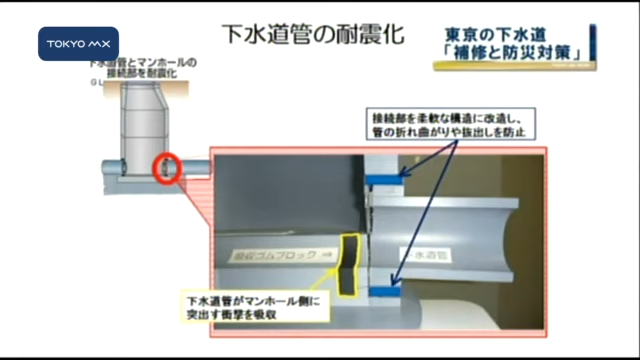 TOKYO MX
下水道管の耐震化
東京の下水道
「補修と防災対策」
下水道管とマンホールの
接続部を耐震化
GL
接続部を柔軟な構造に改造し、
管の折れ曲がりや抜出しを防止
吸収ゴムブロック ⇒
下水道管
下水道管がマンホール側に
突出す衝撃を吸収